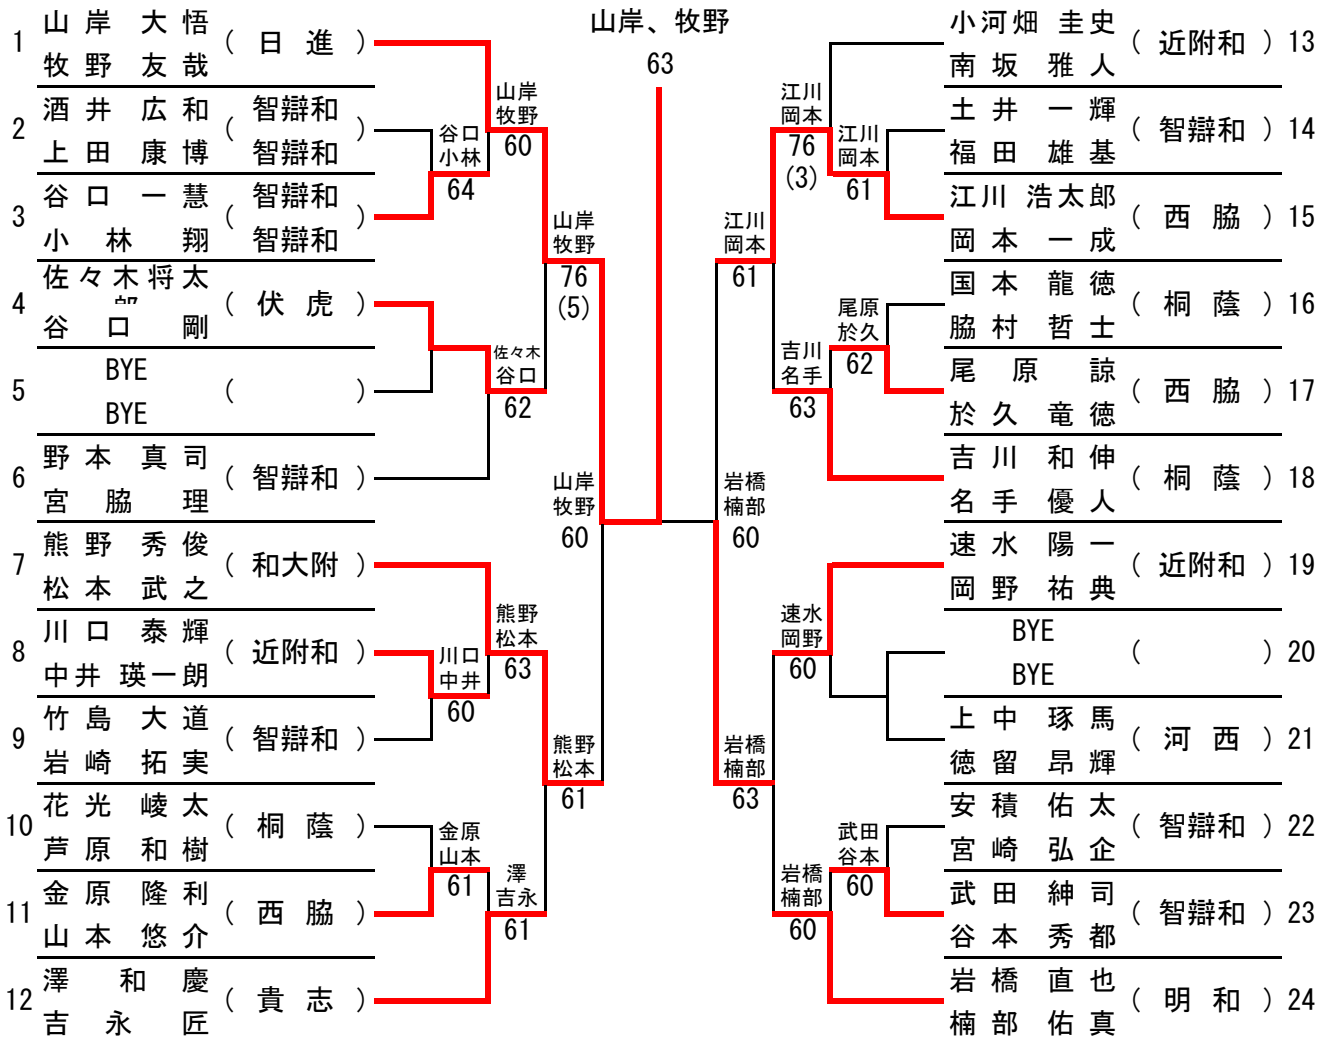 山岸、牧野
63
1 山岸 大悟 (日進)
牧野 友哉
2 酒井 広和 (智辯和
上田 康博 智辯和)
3 谷口 一慧 (智辯和
小林 翔 智辯和)
4 佐々木将太 (伏虎)
谷口 剛
5 BYE ( )
BYE
6 野本 真司 (智辯和)
宮脇 理
7 熊野 秀俊 (和大附)
松本 武之
8 川口 泰輝 (近附和)
中井 瑛一朗
9 竹島 大道 (智辯和)
岩崎 拓実
10 花光 崚太 (桐蔭)
芦原 和樹
11 金原 隆利 (西脇)
山本 悠介
12 澤 和慶 (貴志)
吉永 匠
谷口
小林
64
川口
中井
60
金原
山本
61
山岸
牧野
60
佐々木
谷口
62
熊野
松本
63
澤
吉永
61
山岸
牧野
76
(5)
熊野
松本
61
山岸
牧野
60
岩橋
楠部
60
江川
岡本
61
岩橋
楠部
63
江川
岡本
76
(3)
吉川
名手
63
速水
岡野
60
岩橋
楠部
60
江川
岡本
61
尾原
於久
62
武田
谷本
60
小河畑 圭史 (近附和) 13
南坂 雅人
土井 一輝 (智辯和) 14
福田 雄基
江川 浩太郎 (西脇) 15
岡本 一成
国本 龍徳 (桐蔭) 16
脇村 哲士
尾原 諒 (西脇) 17
於久 竜徳
吉川 和伸 (桐蔭) 18
名手 優人
速水 陽一 (近附和) 19
岡野 祐典
BYE ( ) 20
BYE
上中 琢馬 (河西) 21
徳留 昂輝
安積 佑太 (智辯和) 22
宮崎 弘企
武田 紳司 (智辯和) 23
谷本 秀都
岩橋 直也 (明和) 24
楠部 佑真